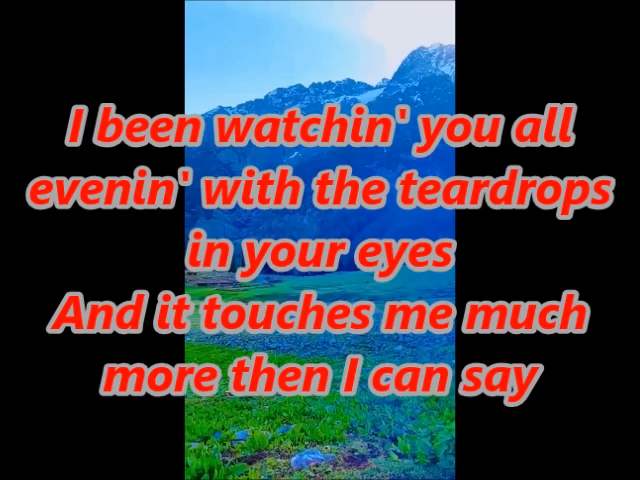 I been watchin' you all
evenin' with the teardrops
in your eyes
And it touches me much
more then I can say